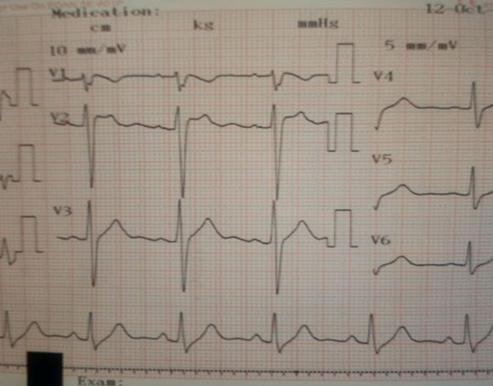 Medication:
12-Oct
cm kg mmHg
10 mm/mV
5 mm/mV
V1
V4
V2
V5
V3
V6
Exam: